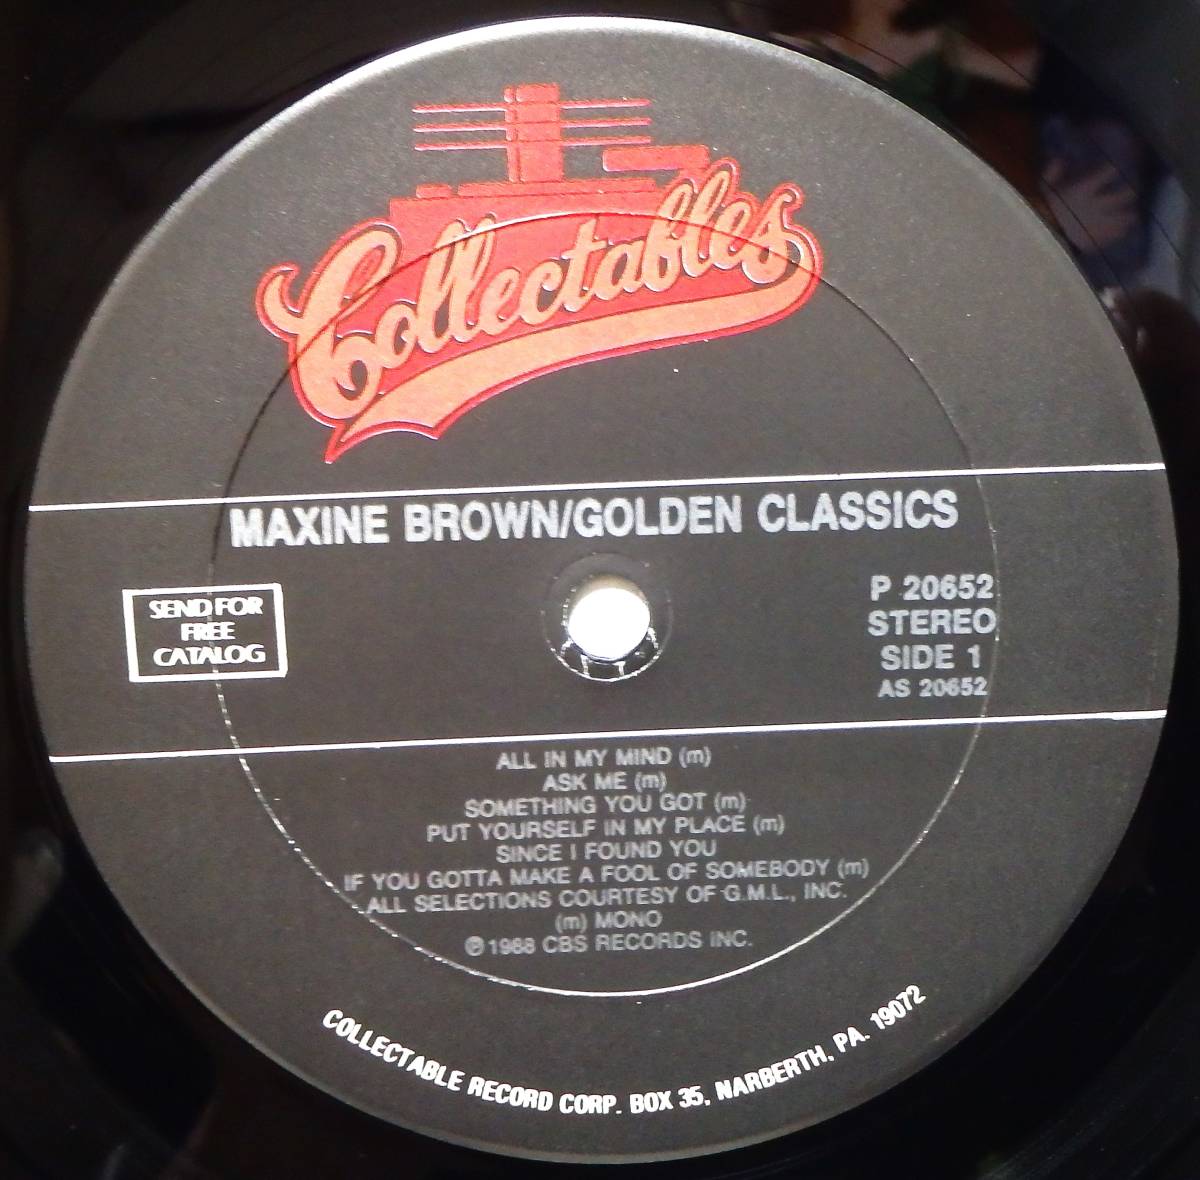 Collectables
MAXINE BROWN/GOLDEN CLASSICS
SEND FOR
FREE
CATALOG
P 20652
STEREO
SIDE 1
AS 20652
ALL IN MY MIND (m)
ASK ME (m)
SOMETHING YOU GOT (m)
PUT YOURSELF IN MY PLACE (m)
SINCE I FOUND YOU
IF YOU GOTTA MAKE A FOOL OF SOMEBODY (m)
ALL SELECTIONS COURTESY OF G.M.L., INC.
(m) MONO
℗ 1988 CBS RECORDS INC.
COLLECTABLE RECORD CORP. BOX 35, NARBERTH, PA. 19072